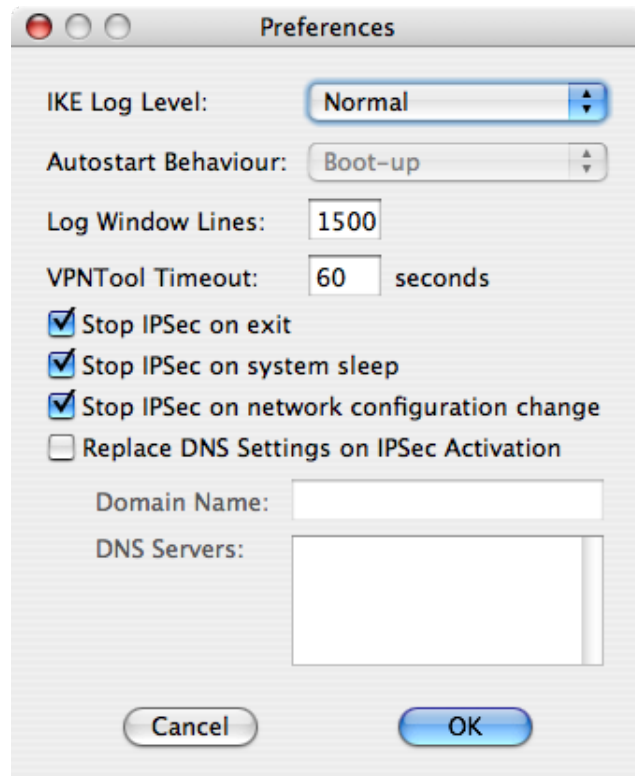 Preferences
IKE Log Level: Normal
Autostart Behaviour: Boot-up
Log Window Lines: 1500
VPNTool Timeout: 60 seconds
Stop IPSec on exit
Stop IPSec on system sleep
Stop IPSec on network configuration change
Replace DNS Settings on IPSec Activation
Domain Name:
DNS Servers:
Cancel OK